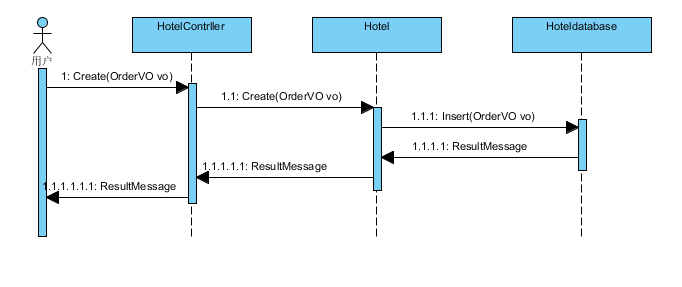 HotelContrller
Hotel
Hoteldatabase
用户
1: Create(OrderVO vo)
1.1: Create(OrderVO vo)
1.1.1: Insert(OrderVO vo)
1.1.1.1: ResultMessage
1.1.1.1.1: ResultMessage
1.1.1.1.1.1: ResultMessage